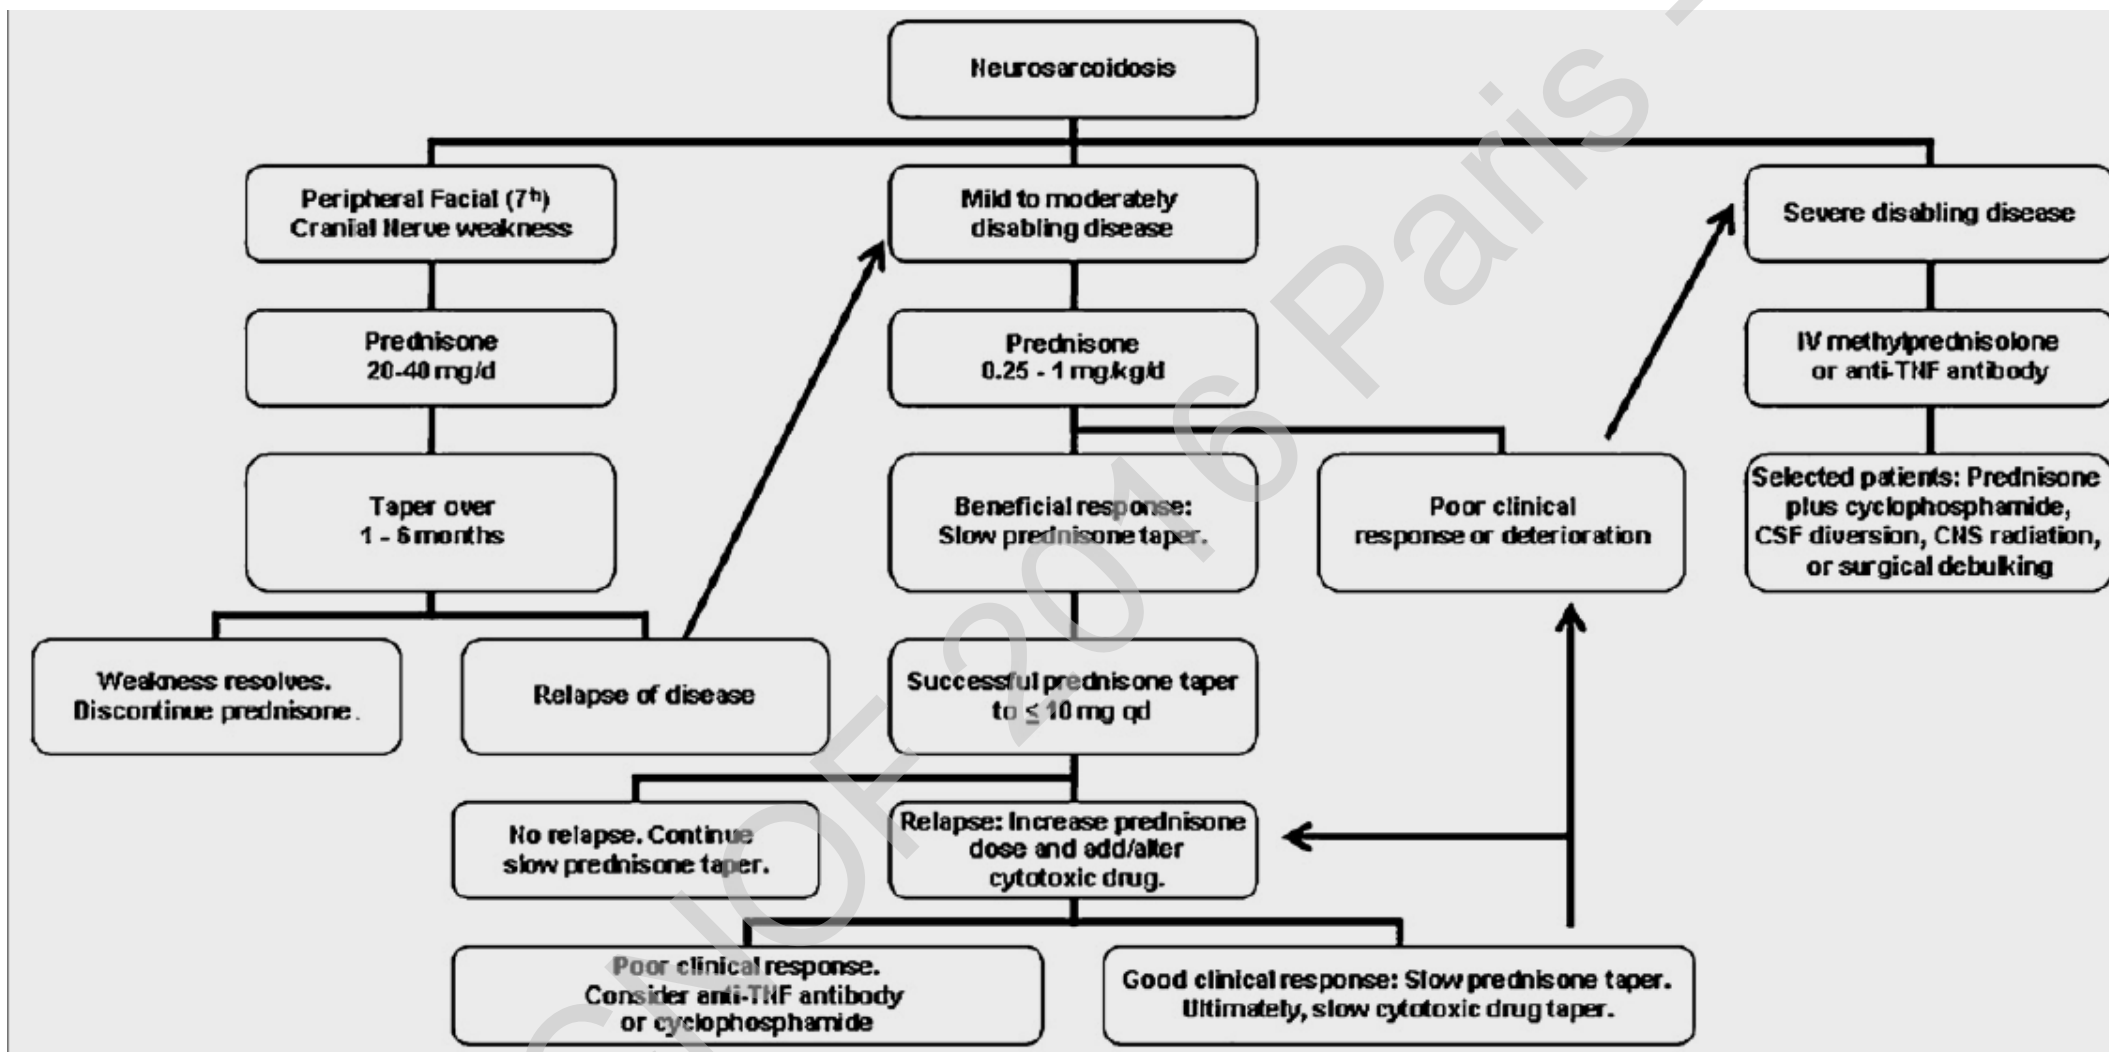 Neurosarcoidosis
Peripheral Facial (7th)
Cranial Nerve weakness
Mild to moderately
disabling disease
Severe disabling disease
Prednisone
20-40 mg/d
Prednisone
0.25 - 1 mg/kg/d
IV methylprednisolone
or anti-TNF antibody
Taper over
1 - 6 months
Beneficial response:
Slow prednisone taper.
Poor clinical
response or deterioration
Selected patients: Prednisone
plus cyclophosphamide,
CSF diversion, CNS radiation,
or surgical debulking
Weakness resolves.
Discontinue prednisone.
Relapse of disease
Successful prednisone taper
to ≤ 10 mg qd
No relapse. Continue
slow prednisone taper.
Relapse: Increase prednisone
dose and add/alter
cytotoxic drug.
Poor clinical response.
Consider anti-TNF antibody
or cyclophosphamide
Good clinical response: Slow prednisone taper.
Ultimately, slow cytotoxic drug taper.
CNOF 2016 Paris -